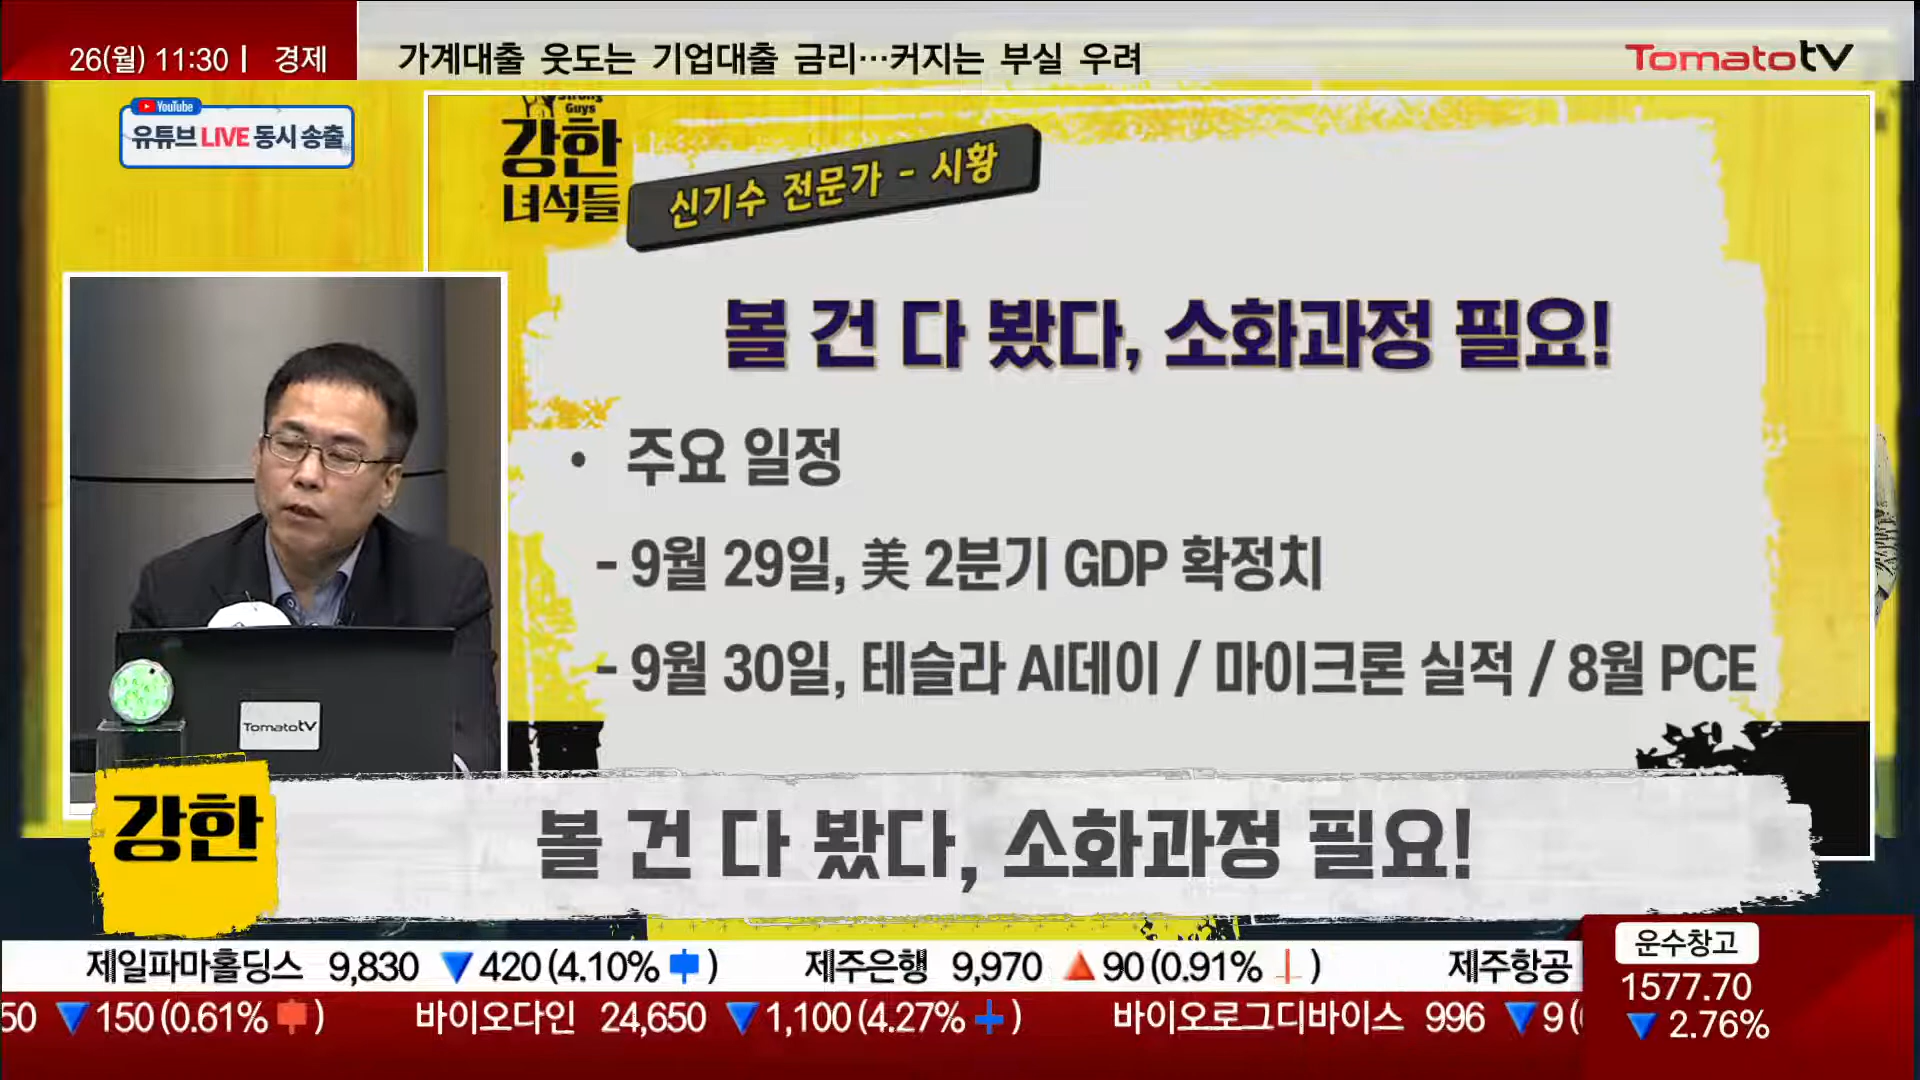 26(월) 11:30 | 경제
가계대출 웃도는 기업대출 금리…커지는 부실 우려
Tomatotv
YouTube
유튜브 LIVE 동시 송출
Strong
Guys
강한
녀석들
신기수 전문가 - 시황
볼 건 다 봤다, 소화과정 필요!
• 주요 일정
- 9월 29일, 美 2분기 GDP 확정치
- 9월 30일, 테슬라 AI데이 / 마이크론 실적 / 8월 PCE
Tomatotv
강한
볼 건 다 봤다, 소화과정 필요!
제일파마홀딩스 9,830 ▼420(4.10%) 제주은행 9,970 ▲90(0.91%) 제주항공
50 ▼150(0.61%) 바이오다인 24,650 ▼1,100(4.27%) 바이오로그디바이스 996 ▼9(
운수창고
1577.70
▼ 2.76%